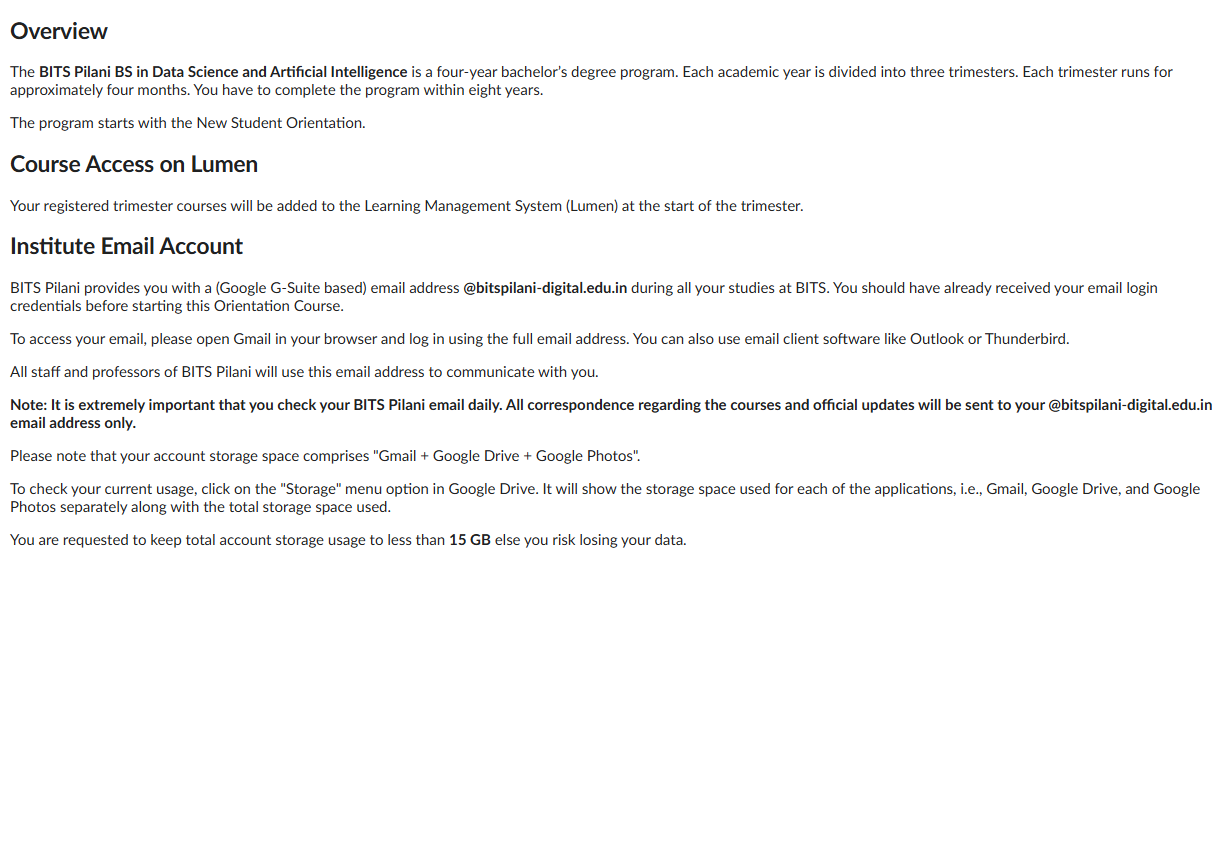 Overview
The BITS Pilani BS in Data Science and Artificial Intelligence is a four-year bachelor's degree program. Each academic year is divided into three trimesters. Each trimester runs for
approximately four months. You have to complete the program within eight years.
The program starts with the New Student Orientation.
Course Access on Lumen
Your registered trimester courses will be added to the Learning Management System (Lumen) at the start of the trimester.
Institute Email Account
BITS Pilani provides you with a (Google G-Suite based) email address @bitspilani-digital.edu.in during all your studies at BITS. You should have already received your email login
credentials before starting this Orientation Course.
To access your email, please open Gmail in your browser and log in using the full email address. You can also use email client software like Outlook or Thunderbird.
All staff and professors of BITS Pilani will use this email address to communicate with you.
Note: It is extremely important that you check your BITS Pilani email daily. All correspondence regarding the courses and official updates will be sent to your @bitspilani-digital.edu.in
email address only.
Please note that your account storage space comprises "Gmail + Google Drive + Google Photos".
To check your current usage, click on the "Storage" menu option in Google Drive. It will show the storage space used for each of the applications, i.e., Gmail, Google Drive, and Google
Photos separately along with the total storage space used.
You are requested to keep total account storage usage to less than 15 GB else you risk losing your data.